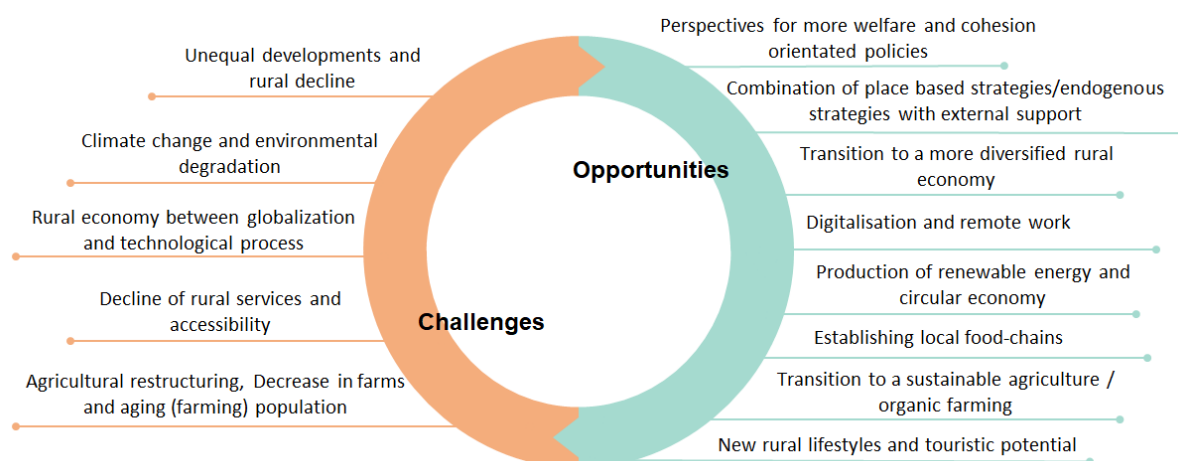 Unequal developments and
rural decline
Climate change and environmental
degradation
Rural economy between globalization
and technological process
Decline of rural services and
accessibility
Agricultural restructuring, Decrease in farms
and aging (farming) population
Challenges
Opportunities
Perspectives for more welfare and cohesion
orientated policies
Combination of place based strategies/endogenous
strategies with external support
Transition to a more diversified rural
economy
Digitalisation and remote work
Production of renewable energy and
circular economy
Establishing local food-chains
Transition to a sustainable agriculture /
organic farming
New rural lifestyles and touristic potential